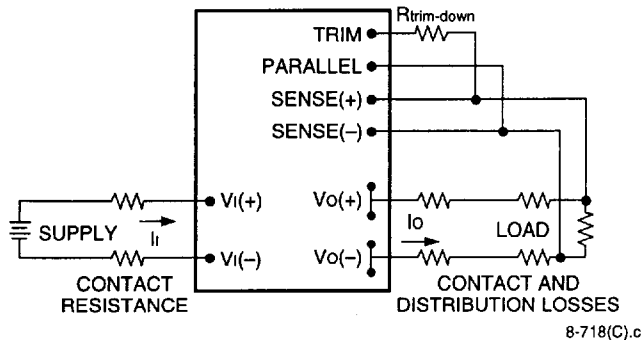 TRIM
Rtrim-down
PARALLEL
SENSE(+)
SENSE(–)
VI(+)
VO(+)
SUPPLY
II
IO
LOAD
VI(–)
VO(–)
CONTACT
RESISTANCE
CONTACT AND
DISTRIBUTION LOSSES
8-718(C).c